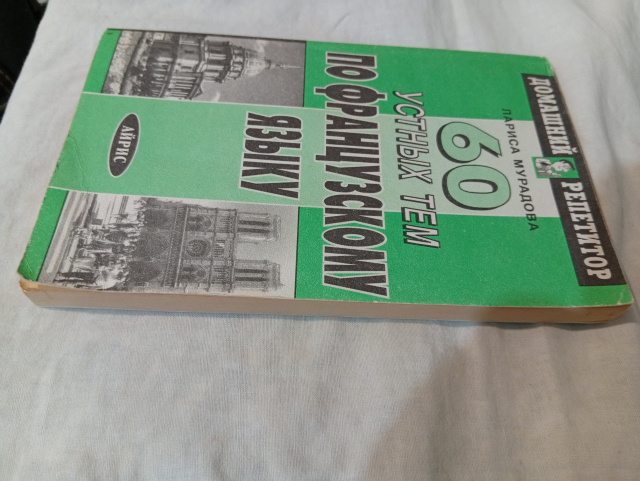 ДОМАШНИЙ РЕПЕТИТОР
ЛАРИСА МУРАДОВА
60
УСТНЫХ ТЕМ
ПО ФРАНЦУЗСКОМУ
ЯЗЫКУ
АЙРИС